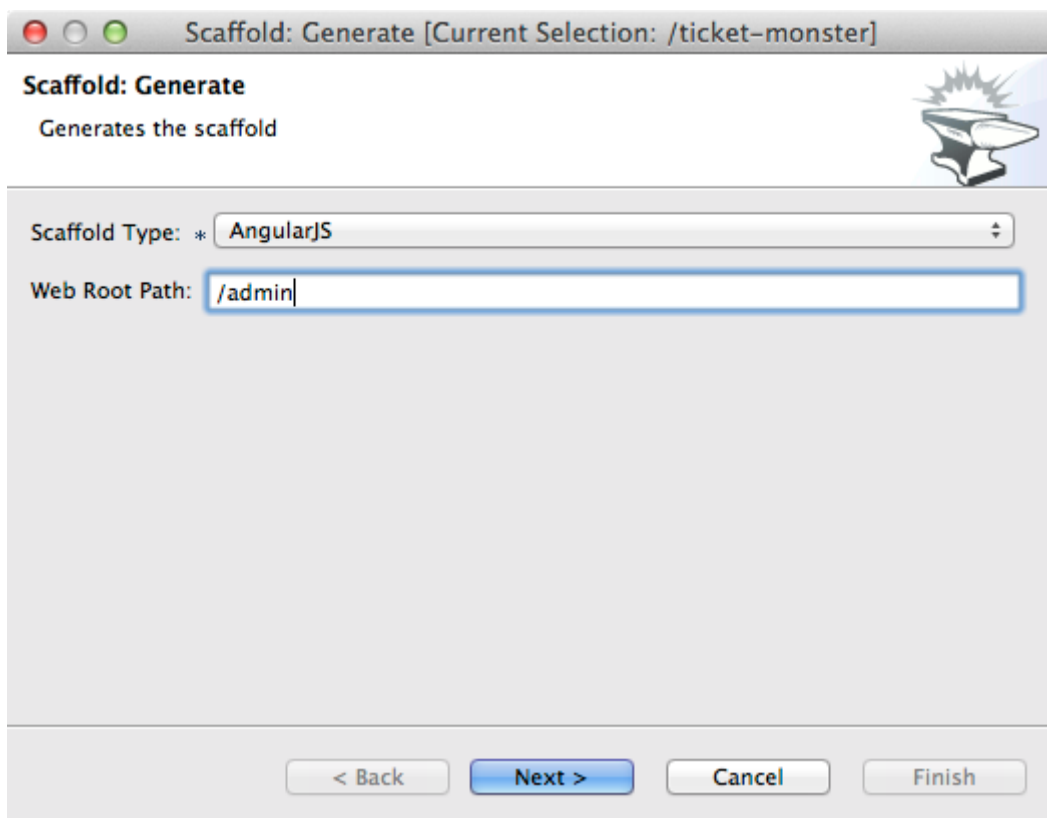 Scaffold: Generate [Current Selection: /ticket-monster]
Scaffold: Generate
Generates the scaffold
Scaffold Type: * AngularJS
Web Root Path: /admin
< Back Next > Cancel Finish